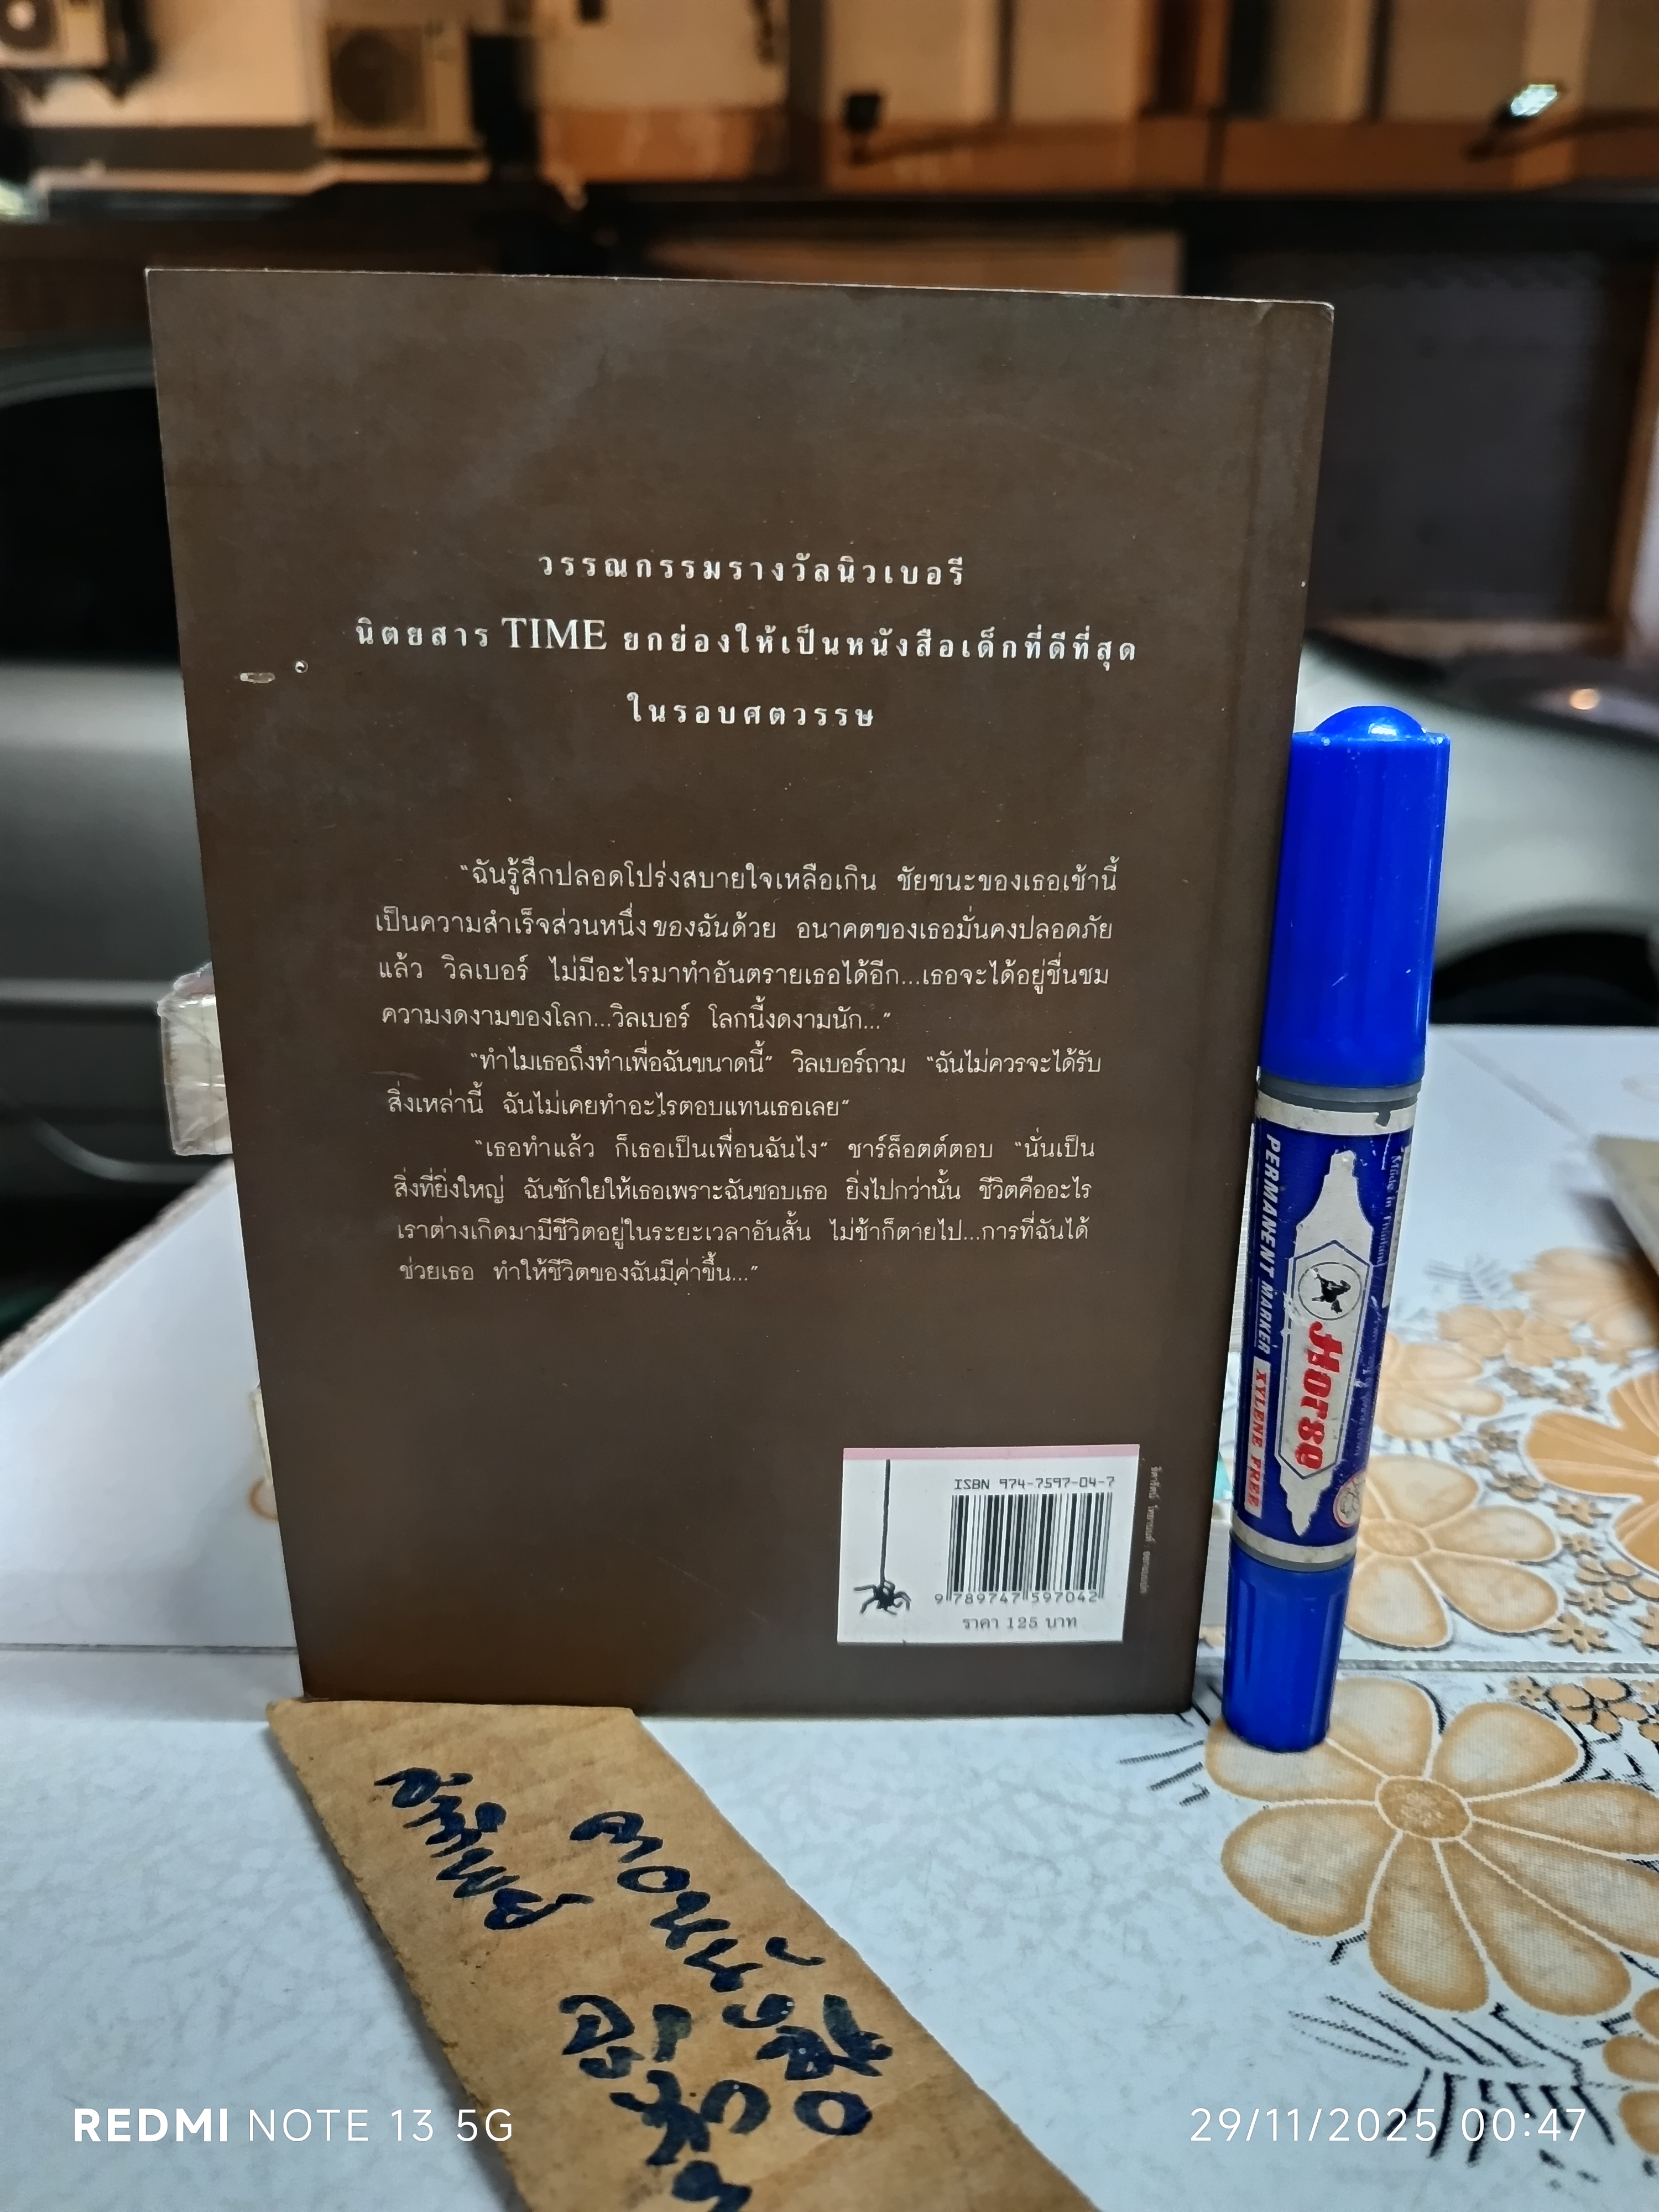 วรรณกรรมรางวัลนิวเบอรี
นิตยสาร TIME ยกย่องให้เป็นหนังสือเด็กที่ดีที่สุด
ในรอบศตวรรษ
"ฉันรู้สึกปลอดโปร่งสบายใจเหลือเกิน ชัยชนะของเธอเช้านี้
เป็นความสำเร็จส่วนหนึ่งของฉันด้วย อนาคตของเธอมั่นคงปลอดภัย
แล้ว วิลเบอร์ ไม่มีอะไรมาทำอันตรายเธอได้อีก...เธอจะได้อยู่ชื่นชม
ความงดงามของโลก...วิลเบอร์ โลกนี้งดงามนัก..."
"ทำไมเธอถึงทำเพื่อฉันขนาดนี้" วิลเบอร์ถาม "ฉันไม่ควรจะได้รับ
สิ่งเหล่านี้ ฉันไม่เคยทำอะไรตอบแทนเธอเลย"
"เธอทำแล้ว ก็เธอเป็นเพื่อนฉันไง" ชาร์ล็อตต์ตอบ "นั่นเป็น
สิ่งที่ยิ่งใหญ่ ฉันชักใยให้เธอเพราะฉันชอบเธอ ยิ่งไปกว่านั้น ชีวิตคืออะไร
เราต่างเกิดมามีชีวิตอยู่ในระยะเวลาอันสั้น ไม่ช้าก็ตายไป...การที่ฉันได้
ช่วยเธอ ทำให้ชีวิตของฉันมีค่าขึ้น..."
ISBN 974-7597-04-7
9 789747 597042
ราคา 125 บาท
Made in Thailand
PERMANENT MARKER XYLENE FREE
Horse
REDMI NOTE 13 5G
29/11/2025 00:47